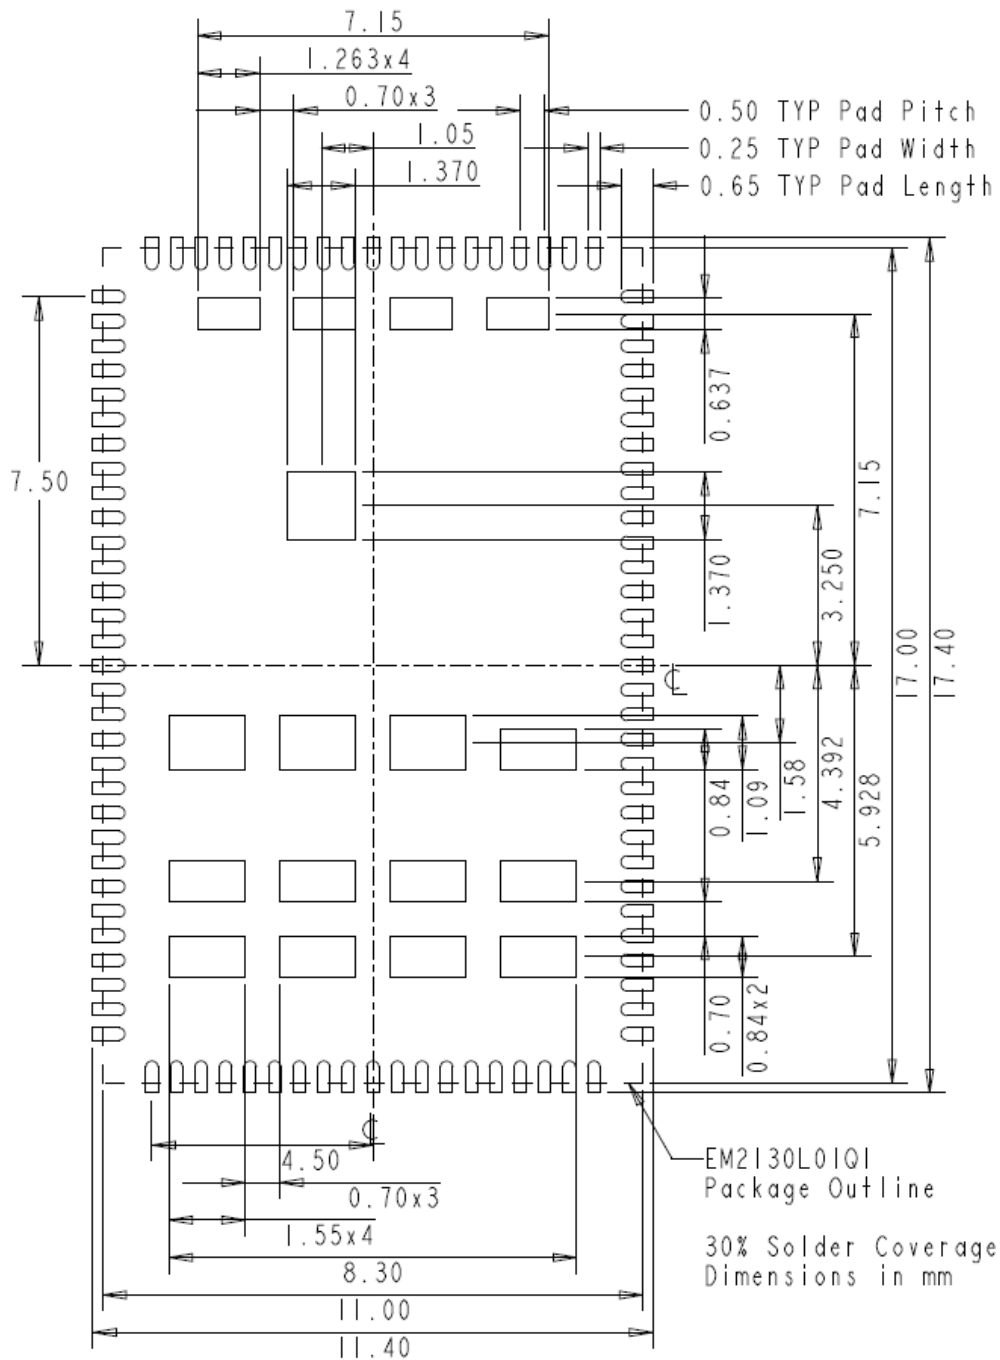 7.15
1.263x4
0.70x3
1.05
1.370
0.50 TYP Pad Pitch
0.25 TYP Pad Width
0.65 TYP Pad Length
7.50
0.637
7.15
1.370
3.250
17.00
17.40
CL
0.84
1.09
1.58
4.392
5.928
0.70
0.84x2
CL
4.50
0.70x3
1.55x4
8.30
11.00
11.40
EM2130L01QI
Package Outline
30% Solder Coverage
Dimensions in mm